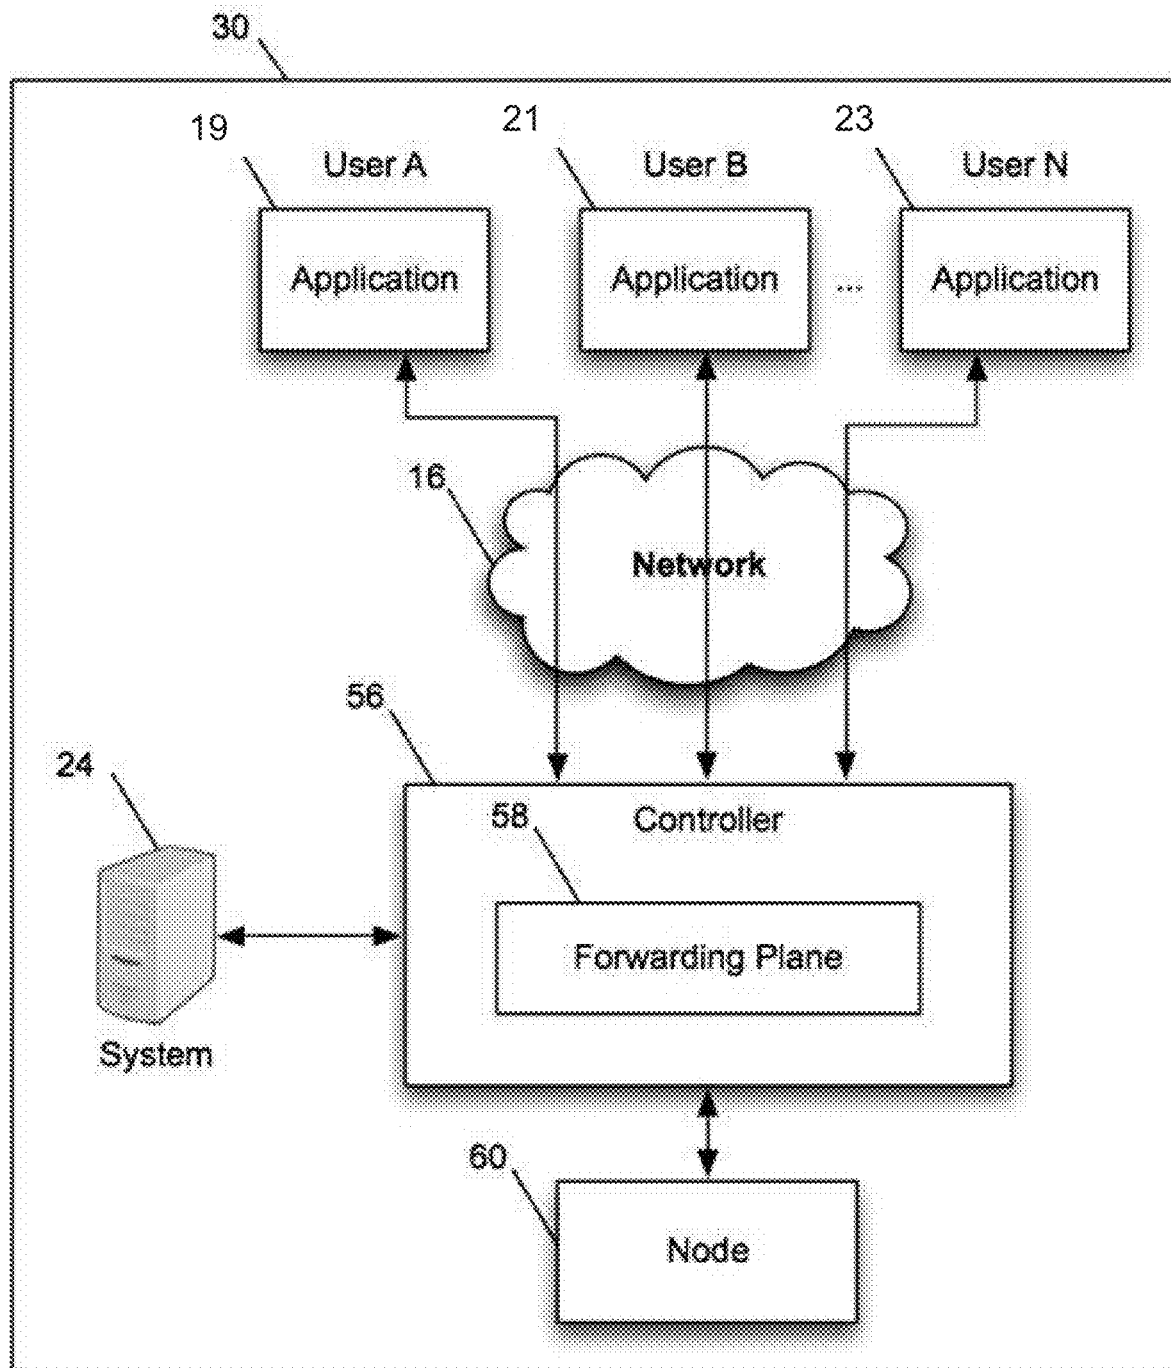 30
19
21
23
User A
User B
User N
Application
Application
...
Application
16
Network
56
24
58
Controller
Forwarding Plane
System
60
Node